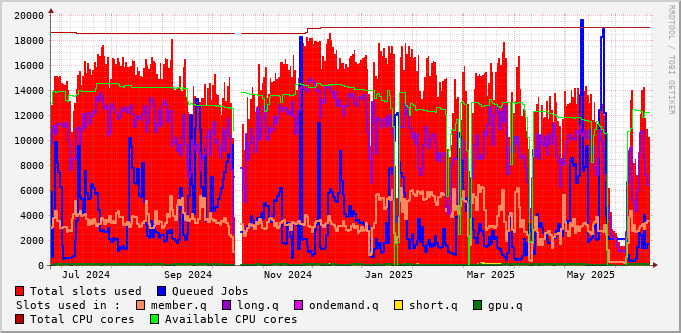 20000
18000
16000
14000
12000
10000
8000
6000
4000
2000
0
Jul 2024 Sep 2024 Nov 2024 Jan 2025 Mar 2025 May 2025
RRDTOOL / TOBI OETIKER
Total slots used Queued Jobs
Slots used in : member.q long.q ondemand.q short.q gpu.q
Total CPU cores Available CPU cores